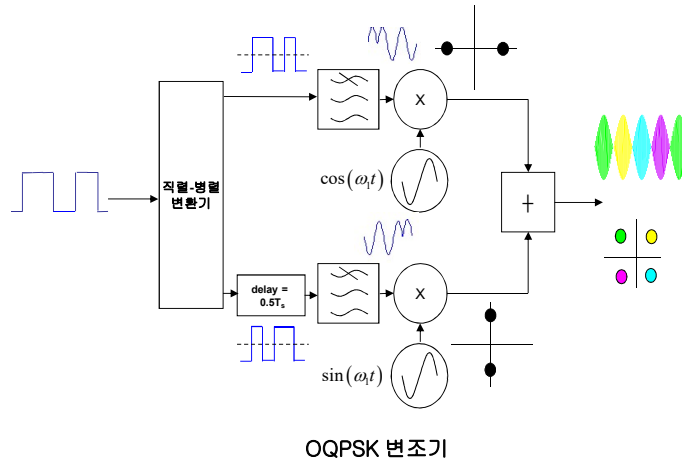 직렬-병렬
변환기
X
cos(ω₁t)
+
delay =
0.5Tₛ
X
sin(ω₁t)
OQPSK 변조기